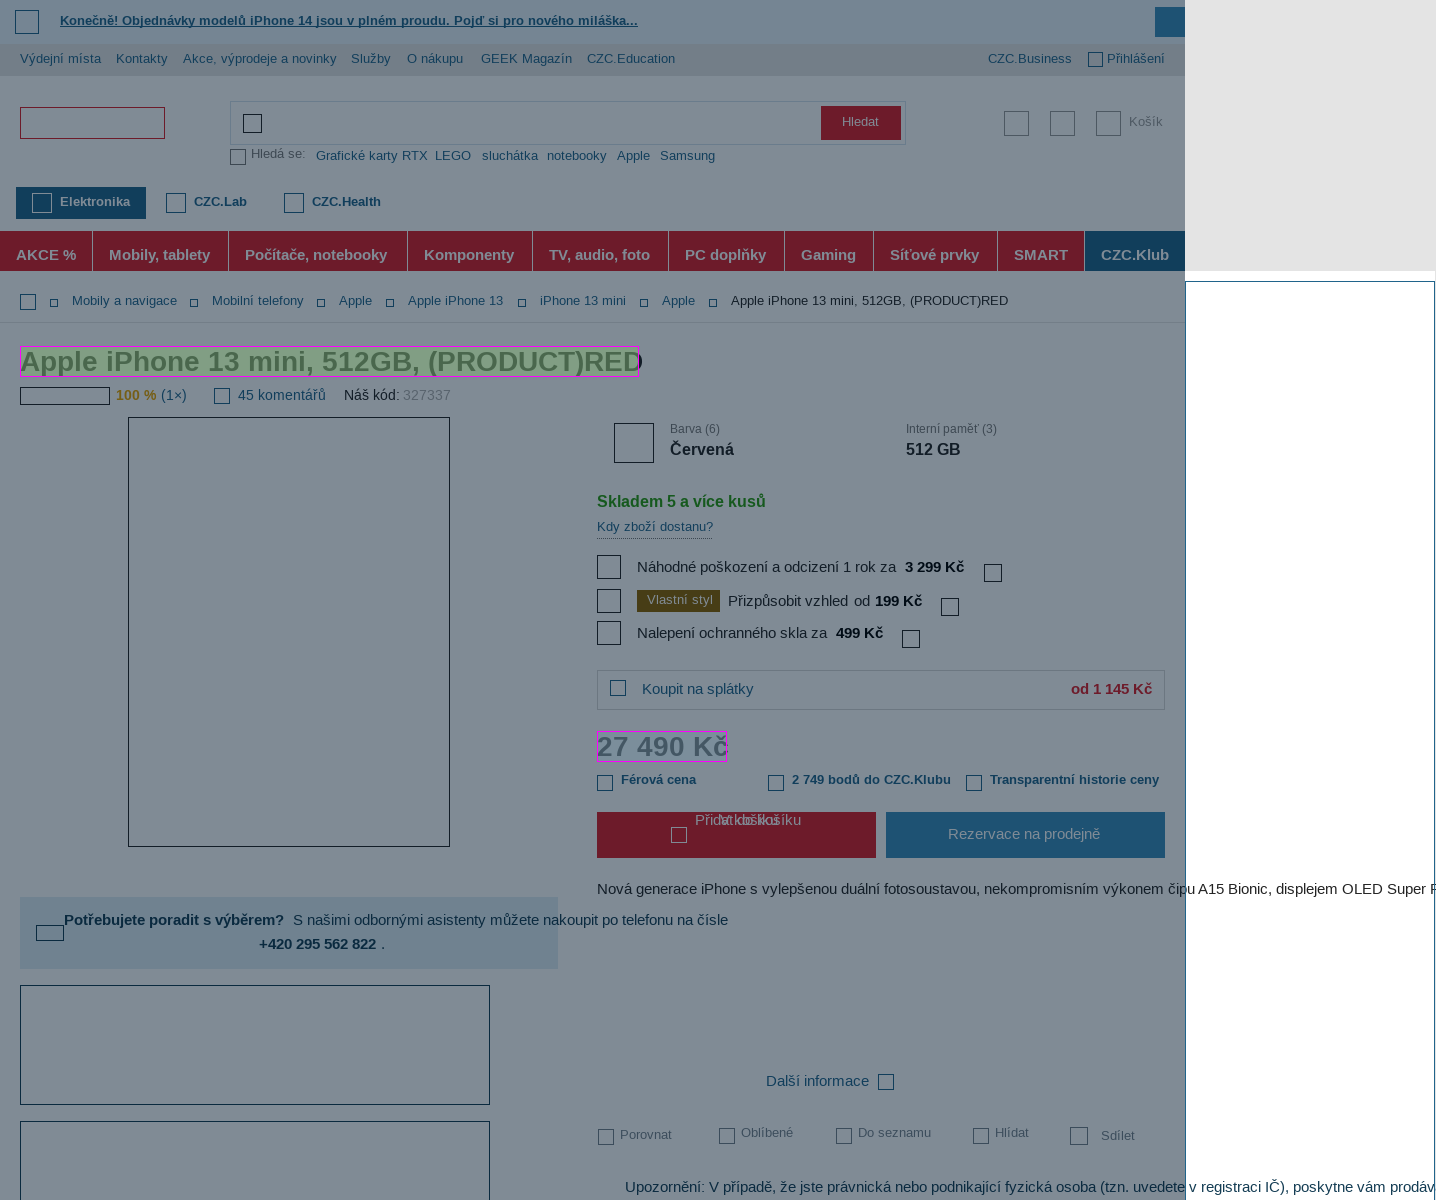 Konečně! Objednávky modelů iPhone 14 jsou v plném proudu. Pojď si pro nového miláška...
Výdejní místa Kontakty Akce, výprodeje a novinky Služby O nákupu GEEK Magazín CZC.Education CZC.Business Přihlášení
Hledat
Košík
Hledá se: Grafické karty RTX LEGO sluchátka notebooky Apple Samsung
Elektronika CZC.Lab CZC.Health
AKCE % Mobily, tablety Počítače, notebooky Komponenty TV, audio, foto PC doplňky Gaming Síťové prvky SMART CZC.Klub
Mobily a navigace Mobilní telefony Apple Apple iPhone 13 iPhone 13 mini Apple Apple iPhone 13 mini, 512GB, (PRODUCT)RED
Apple iPhone 13 mini, 512GB, (PRODUCT)RED
100 % (1×) 45 komentářů Náš kód: 327337
Barva (6) Interní paměť (3)
Červená 512 GB
Skladem 5 a více kusů
Kdy zboží dostanu?
Náhodné poškození a odcizení 1 rok za 3 299 Kč
Vlastní styl Přizpůsobit vzhled od 199 Kč
Nalepení ochranného skla za 499 Kč
Koupit na splátky od 1 145 Kč
27 490 Kč
Férová cena 2 749 bodů do CZC.Klubu Transparentní historie ceny
Přidat do košíku
V košíku
Rezervace na prodejně
Nová generace iPhone s vylepšenou duální fotosoustavou, nekompromisním výkonem čipu A15 Bionic, displejem OLED Super
Potřebujete poradit s výběrem? S našimi odbornými asistenty můžete nakoupit po telefonu na čísle
+420 295 562 822 .
Další informace
Porovnat Oblíbené Do seznamu Hlídat Sdílet
Upozornění: V případě, že jste právnická nebo podnikající fyzická osoba (tzn. uvedete v registraci IČ), poskytne vám prodáv